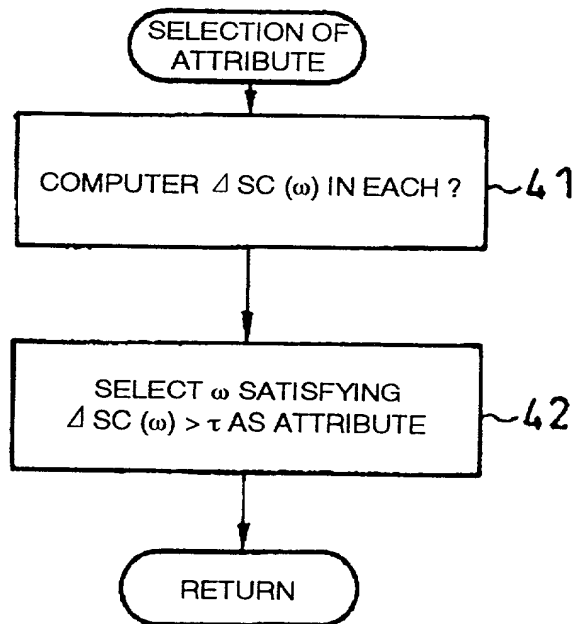 SELECTION OF
ATTRIBUTE
COMPUTER Δ SC (ω) IN EACH ?
41
SELECT ω SATISFYING
Δ SC (ω) > τ AS ATTRIBUTE
42
RETURN